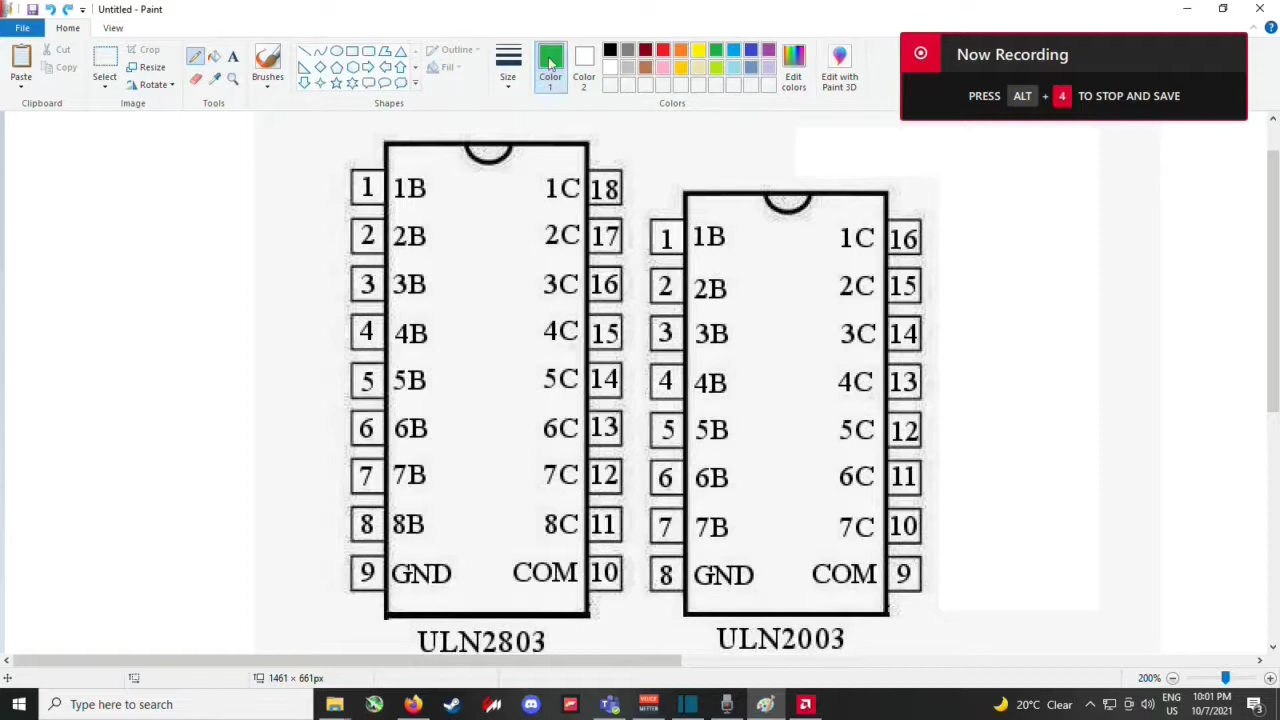 Untitled - Paint
File
Home
View
Paste
Cut
Copy
Clipboard
Select
Crop
Resize
Rotate
Image
Tools
Brushes
Outline
Fill
Shapes
Size
Color 1
Color 2
Edit colors
Edit with Paint 3D
Colors
Now Recording
PRESS ALT + 4 TO STOP AND SAVE
1 1B 1C 18
2 2B 2C 17
3 3B 3C 16
4 4B 4C 15
5 5B 5C 14
6 6B 6C 13
7 7B 7C 12
8 8B 8C 11
9 GND COM 10
ULN2803
1 1B 1C 16
2 2B 2C 15
3 3B 3C 14
4 4B 4C 13
5 5B 5C 12
6 6B 6C 11
7 7B 7C 10
8 GND COM 9
ULN2003
1461 × 661px
200%
Type here to search
VOICE MEETER
20°C Clear
ENG
US
10:01 PM
10/7/2021
3